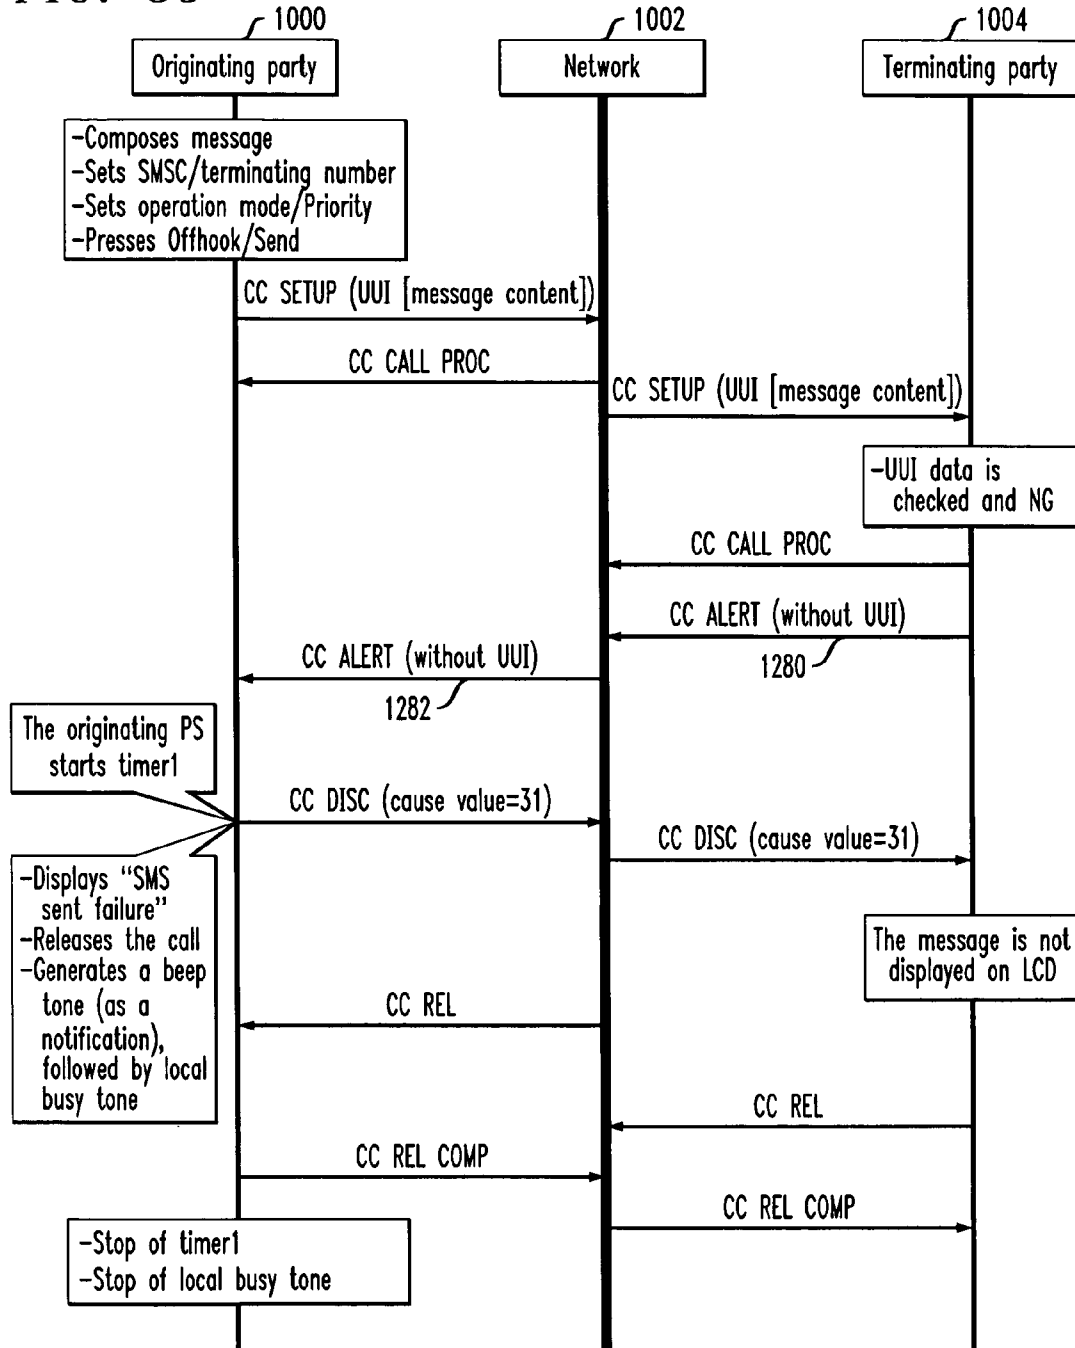 1000
1002
1004
Originating party
Network
Terminating party
-Composes message
-Sets SMSC/terminating number
-Sets operation mode/Priority
-Presses Offhook/Send
CC SETUP (UUI [message content])
CC CALL PROC
CC SETUP (UUI [message content])
-UUI data is
checked and NG
CC CALL PROC
CC ALERT (without UUI)
1280
CC ALERT (without UUI)
1282
The originating PS
starts timer1
CC DISC (cause value=31)
CC DISC (cause value=31)
-Displays “SMS
sent failure”
-Releases the call
-Generates a beep
tone (as a
notification),
followed by local
busy tone
The message is not
displayed on LCD
CC REL
CC REL
CC REL COMP
CC REL COMP
-Stop of timer1
-Stop of local busy tone